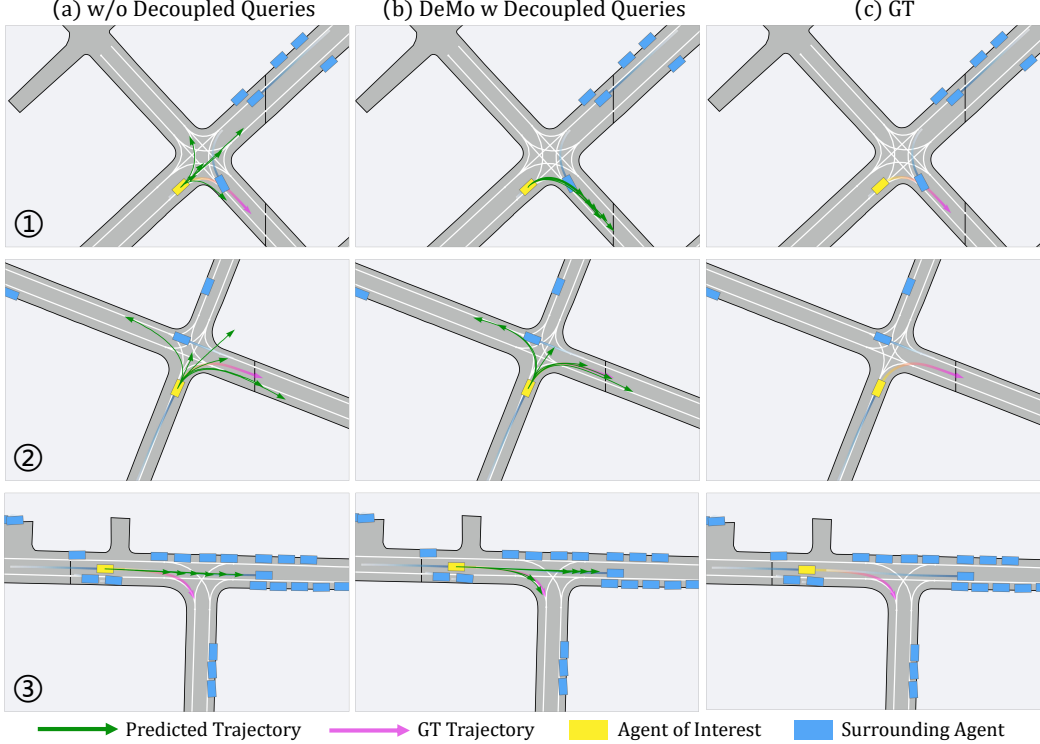 (a) w/o Decoupled Queries (b) DeMo w Decoupled Queries (c) GT
①
②
③
Predicted Trajectory GT Trajectory Agent of Interest Surrounding Agent